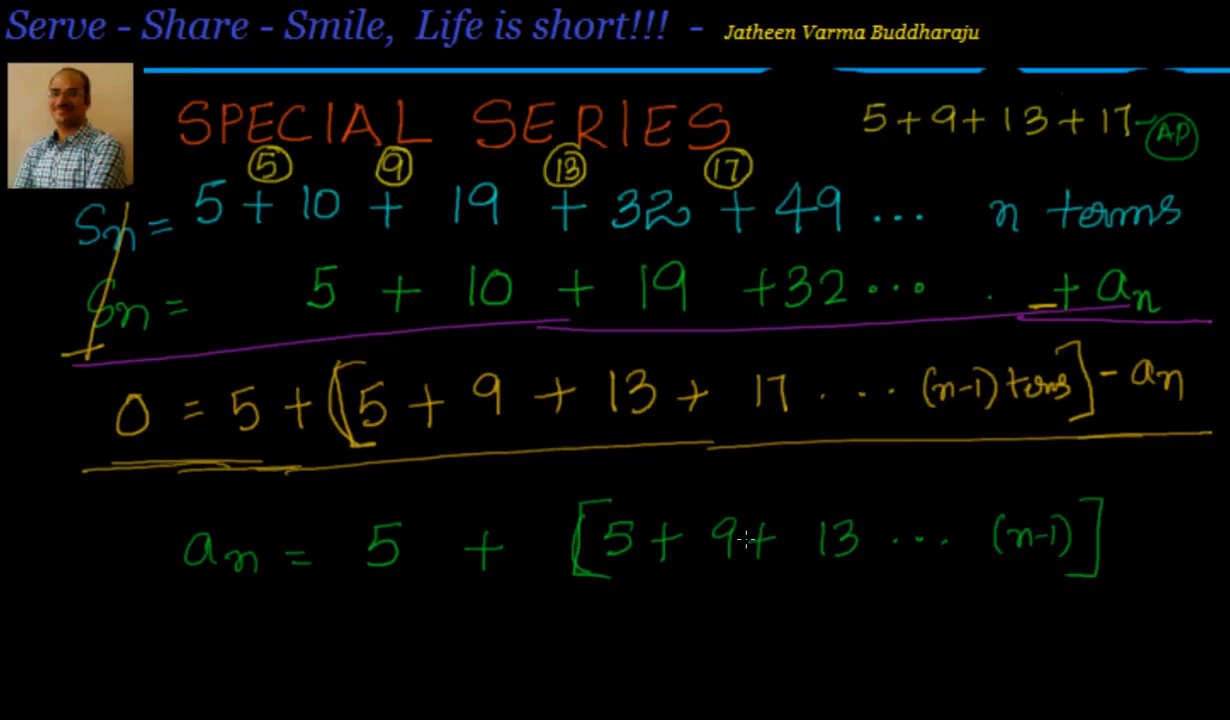 Serve - Share - Smile, Life is short!!! - Jatheen Varma Buddharaju
SPECIAL SERIES
5 + 9 + 13 + 17 - AP
5 9 13 17
Sn = 5 + 10 + 19 + 32 + 49 ... n terms
Sn = 5 + 10 + 19 + 32 ... . + an
0 = 5 + [5 + 9 + 13 + 17 . ... (n-1) terms] - an
an = 5 + [5 + 9 + 13 ... (n-1)]